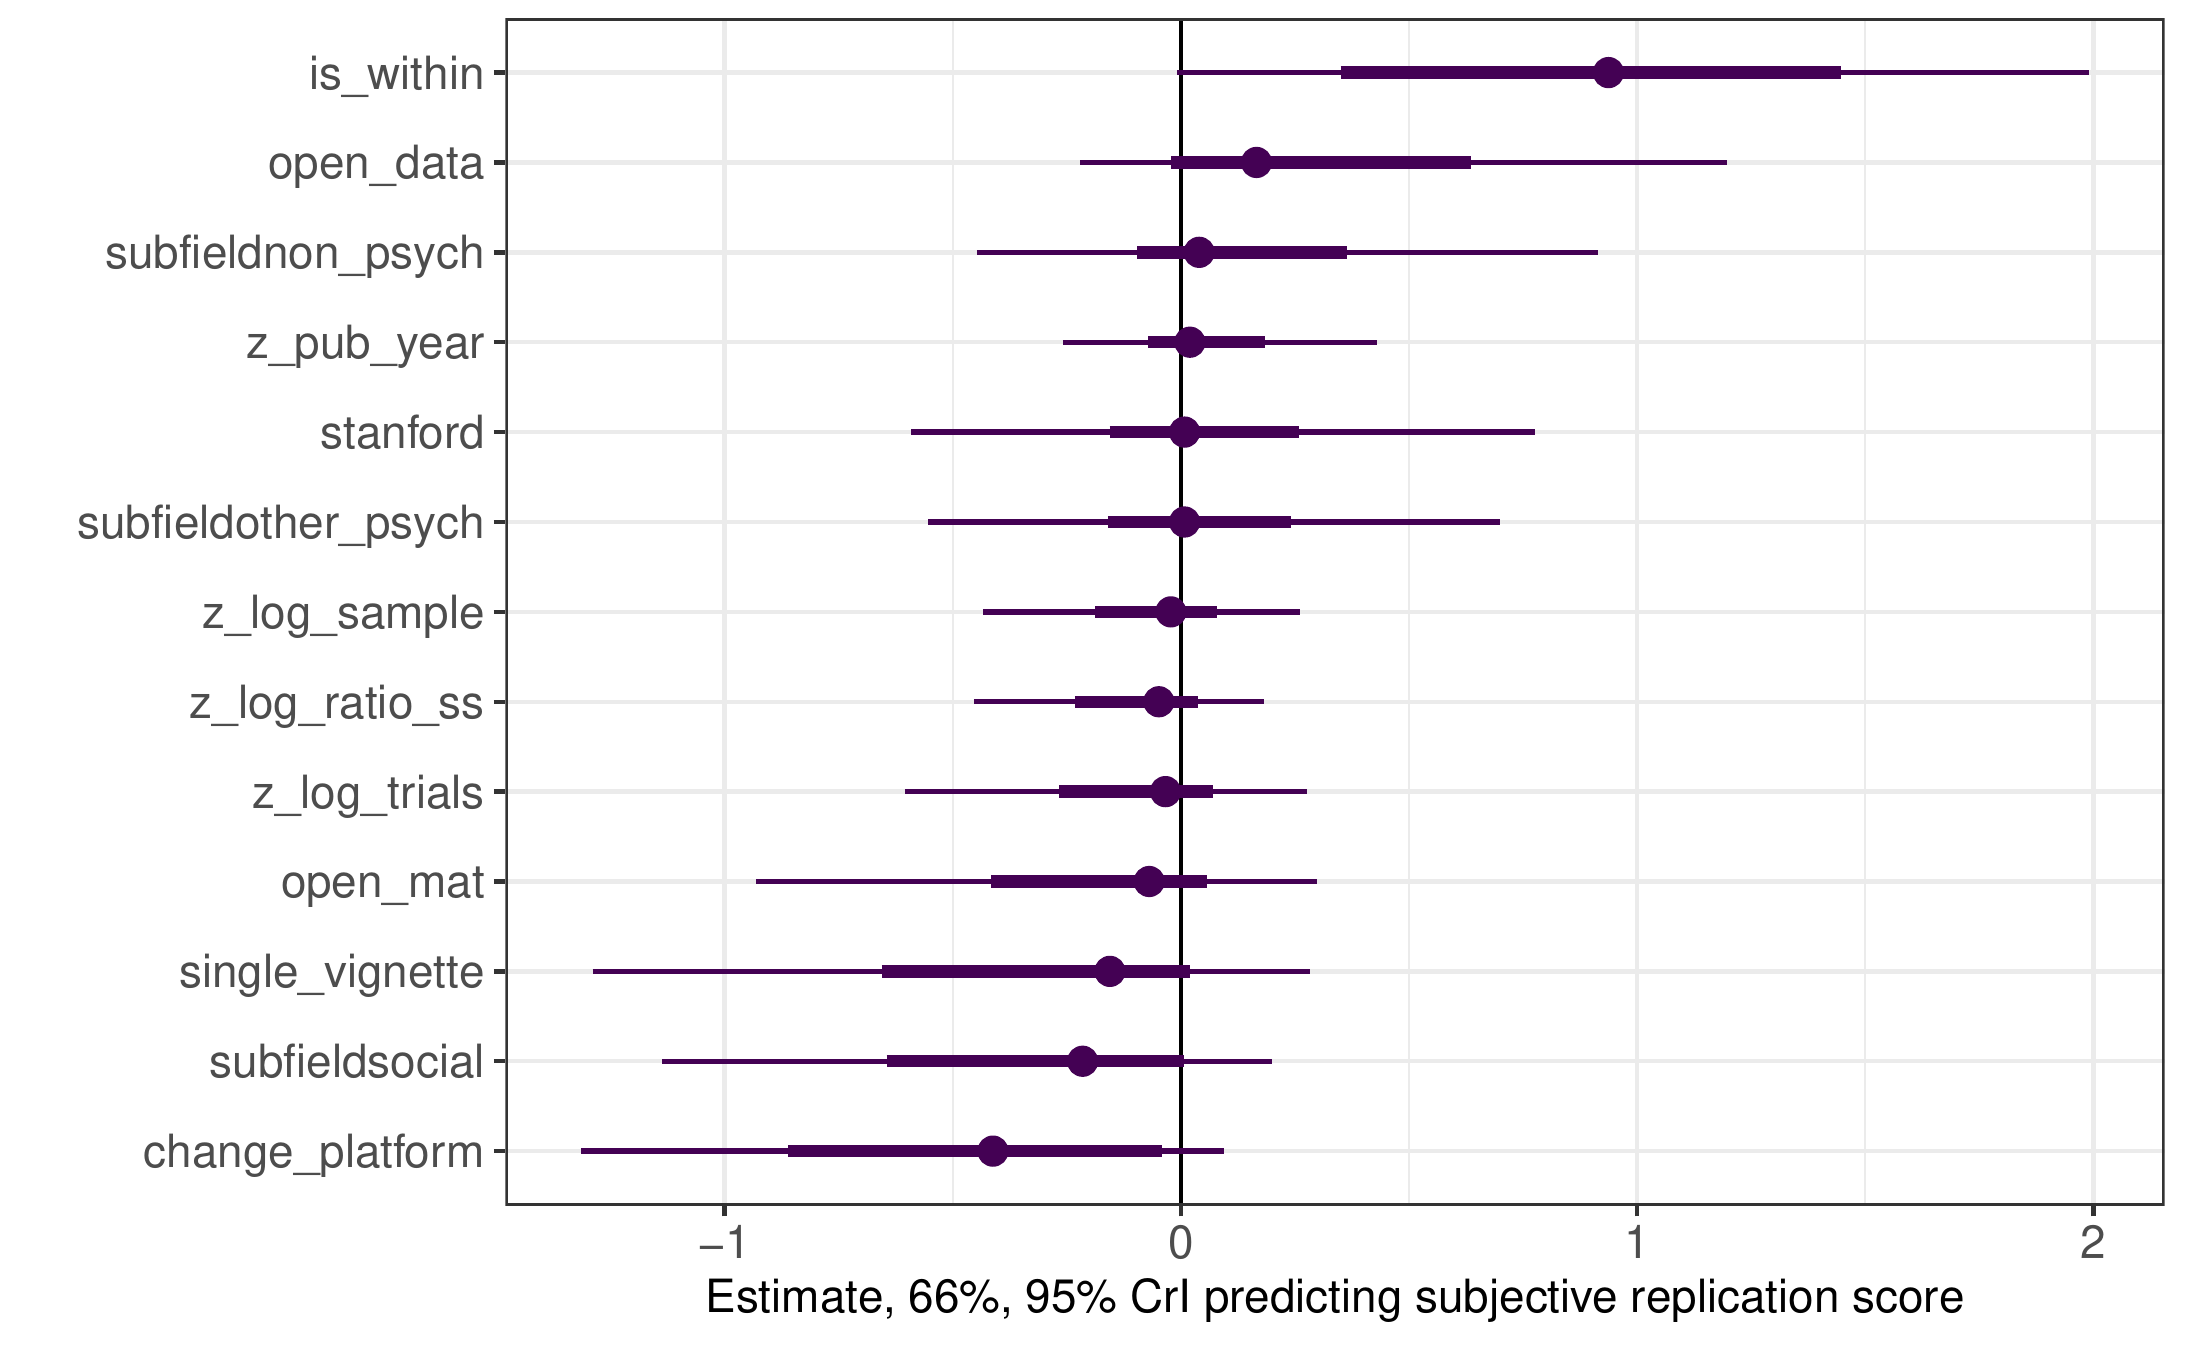 is_within
open_data
subfieldnon_psych
z_pub_year
stanford
subfieldother_psych
z_log_sample
z_log_ratio_ss
z_log_trials
open_mat
single_vignette
subfieldsocial
change_platform
−1 0 1 2
Estimate, 66%, 95% CrI predicting subjective replication score